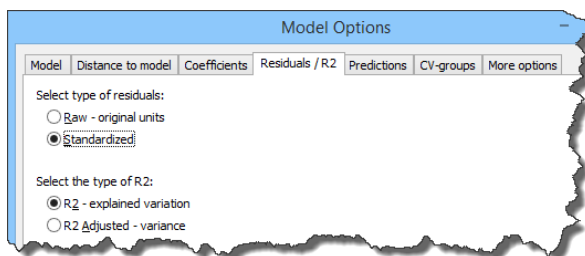 Model Options
Model Distance to model Coefficients Residuals / R2 Predictions CV-groups More options
Select type of residuals:
Raw - original units
Standardized
Select the type of R2:
R2 - explained variation
R2 Adjusted - variance